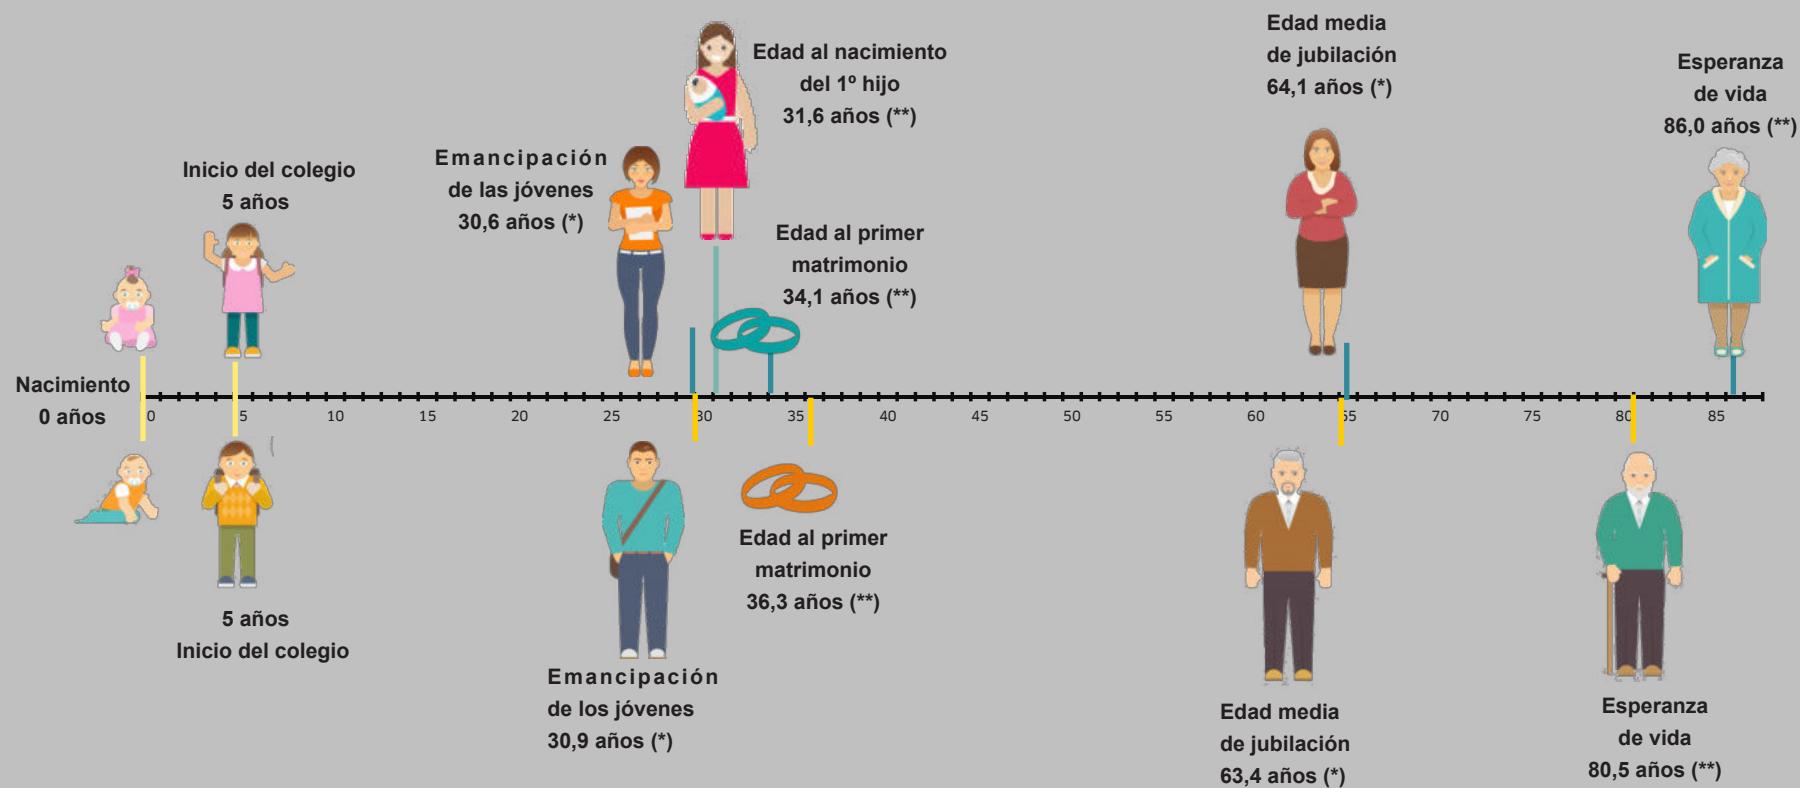 Edad al nacimiento
del 1º hijo
31,6 años (**)
Edad media
de jubilación
64,1 años (*)
Esperanza
de vida
86,0 años (**)
Inicio del colegio
5 años
Emancipación
de las jóvenes
30,6 años (*)
Edad al primer
matrimonio
34,1 años (**)
Nacimiento
0 años
0 5 10 15 20 25 30 35 40 45 50 55 60 65 70 75 80 85
(
5 años
Inicio del colegio
Edad al primer
matrimonio
36,3 años (**)
Emancipación
de los jóvenes
30,9 años (*)
Edad media
de jubilación
63,4 años (*)
Esperanza
de vida
80,5 años (**)